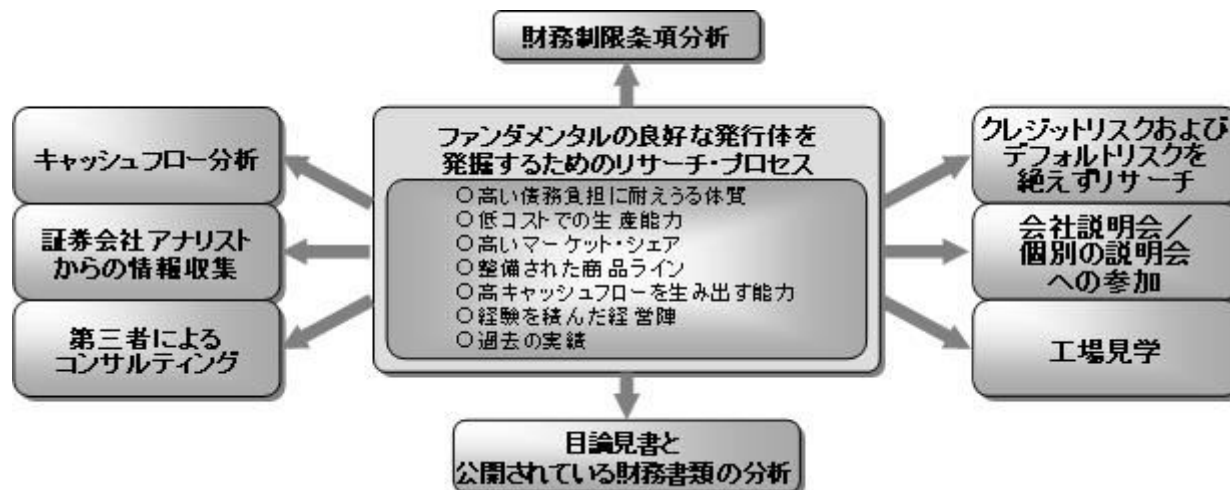 財務制限条項分析
キャッシュフロー分析
証券会社アナリスト
からの情報収集
第三者による
コンサルティング
ファンダメンタルの良好な発行体を
発掘するためのリサーチ・プロセス
○高い債務負担に耐えうる体質
○低コストでの生産能力
○高いマーケット・シェア
○整備された商品ライン
○高キャッシュフローを生み出す能力
○経験を積んだ経営陣
○過去の実績
クレジットリスクおよび
デフォルトリスクを
絶えずリサーチ
会社説明会／
個別の説明会
への参加
工場見学
目論見書と
公開されている財務書類の分析